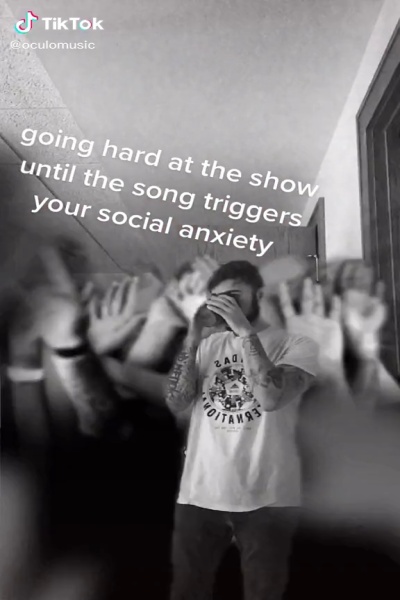 TikTok
@oculomusic
going hard at the show
until the song triggers
your social anxiety